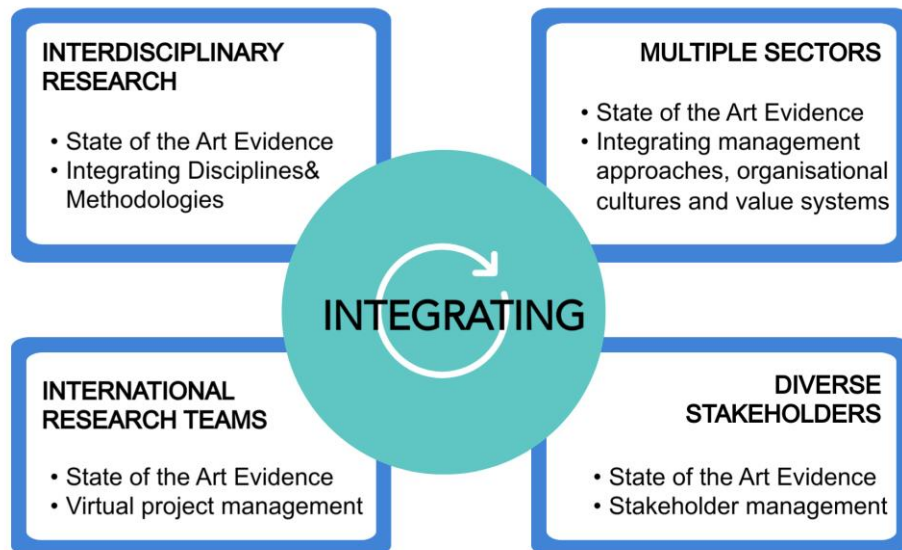 INTERDISCIPLINARY
RESEARCH
• State of the Art Evidence
• Integrating Disciplines&
Methodologies
MULTIPLE SECTORS
• State of the Art Evidence
• Integrating management
approaches, organisational
cultures and value systems
INTEGRATING
INTERNATIONAL
RESEARCH TEAMS
• State of the Art Evidence
• Virtual project management
DIVERSE
STAKEHOLDERS
• State of the Art Evidence
• Stakeholder management